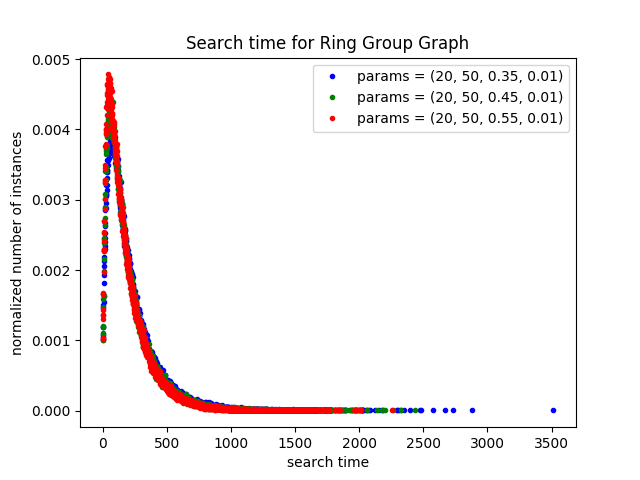 Search time for Ring Group Graph
params = (20, 50, 0.35, 0.01)
params = (20, 50, 0.45, 0.01)
params = (20, 50, 0.55, 0.01)
normalized number of instances
0.005
0.004
0.003
0.002
0.001
0.000
0 500 1000 1500 2000 2500 3000 3500
search time